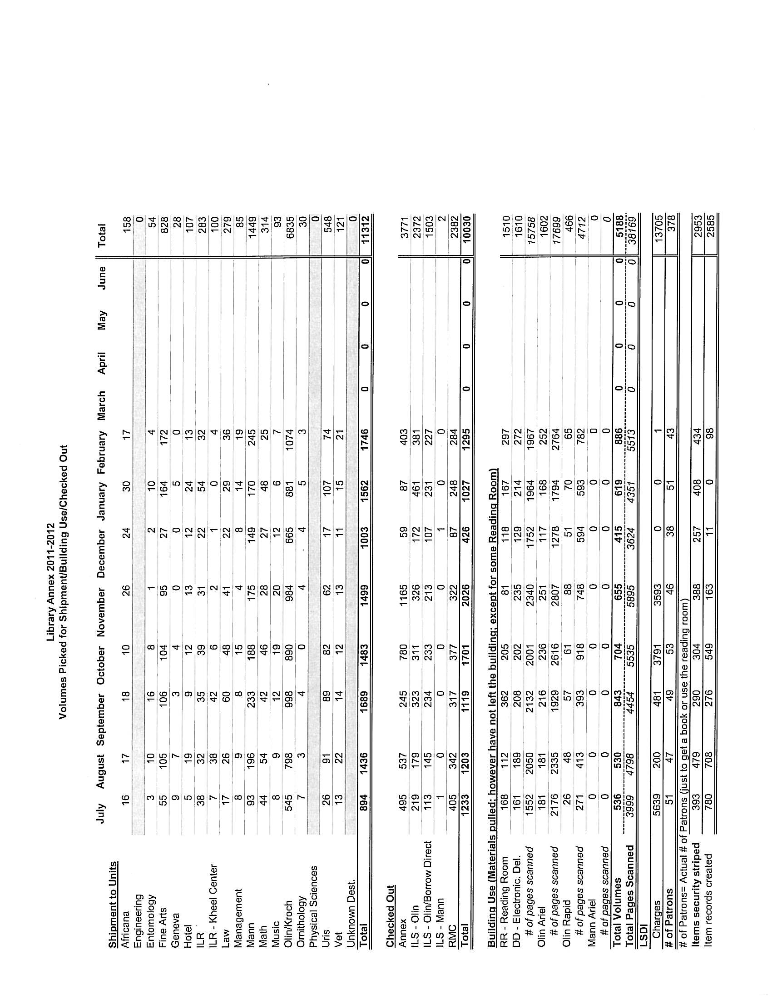 Library Annex 2011-2012
Volumes Picked for Shipment/Building Use/Checked Out
July August September October November December January February March April May June Total
Shipment to Units
Africana 16 17 18 10 26 24 30 17 158
Engineering 0
Entomology 3 10 16 8 1 2 10 4 54
Fine Arts 55 105 106 104 95 27 164 172 828
Geneva 9 7 3 4 0 0 5 0 28
Hotel 5 19 9 12 13 12 24 13 107
ILR 38 32 35 39 31 22 54 32 283
ILR - Kheel Center 7 38 42 6 2 1 0 4 100
Law 17 26 60 48 41 22 29 36 279
Management 8 9 8 15 4 8 14 19 85
Mann 93 196 233 188 175 149 170 245 1449
Math 44 54 42 46 28 27 48 25 314
Music 8 9 12 19 20 12 6 7 93
Olin/Kroch 545 798 998 890 984 665 881 1074 6835
Ornithology 7 3 4 0 4 4 5 3 30
Physical Sciences 0
Uris 26 91 89 82 62 17 107 74 548
Vet 13 22 14 12 13 11 15 21 121
Unknown Dest. 0
Total 894 1436 1689 1483 1499 1003 1562 1746 0 0 0 0 11312
Checked Out
Annex 495 537 245 780 1165 59 87 403 3771
ILS - Olin 219 179 323 311 326 172 461 381 2372
ILS - Olin/Borrow Direct 113 145 234 233 213 107 231 227 1503
ILS - Mann 1 0 0 0 0 1 0 0 2
RMC 405 342 317 377 322 87 248 284 2382
Total 1233 1203 1119 1701 2026 426 1027 1295 0 0 0 0 10030
Building Use (Materials pulled; however have not left the building; except for some Reading Room)
RR - Reading Room 168 112 362 205 81 118 167 297 1510
DD - Electronic. Del. 161 189 208 202 235 129 214 272 1610
# of pages scanned 1552 2050 2132 2001 2340 1752 1964 1967 15758
Olin Ariel 181 181 216 236 251 117 168 252 1602
# of pages scanned 2176 2335 1929 2616 2807 1278 1794 2764 17699
Olin Rapid 26 48 57 61 88 51 70 65 466
# of pages scanned 271 413 393 918 748 594 593 782 4712
Mann Ariel 0 0 0 0 0 0 0 0 0
# of pages scanned 0 0 0 0 0 0 0 0 0
Total Volumes 536 530 843 704 655 415 619 886 0 0 0 0 5188
Total Pages Scanned 3999 4798 4454 5535 5895 3624 4351 5513 0 0 0 0 38169
LSDI
Charges 5639 200 481 3791 3593 0 0 1 13705
# of Patrons 51 47 49 53 46 38 51 43 378
# of Patrons= Actual # of Patrons (just to get a book or use the reading room)
Items security striped 393 479 290 304 388 257 408 434 2953
Item records created 780 708 276 549 163 11 0 98 2585